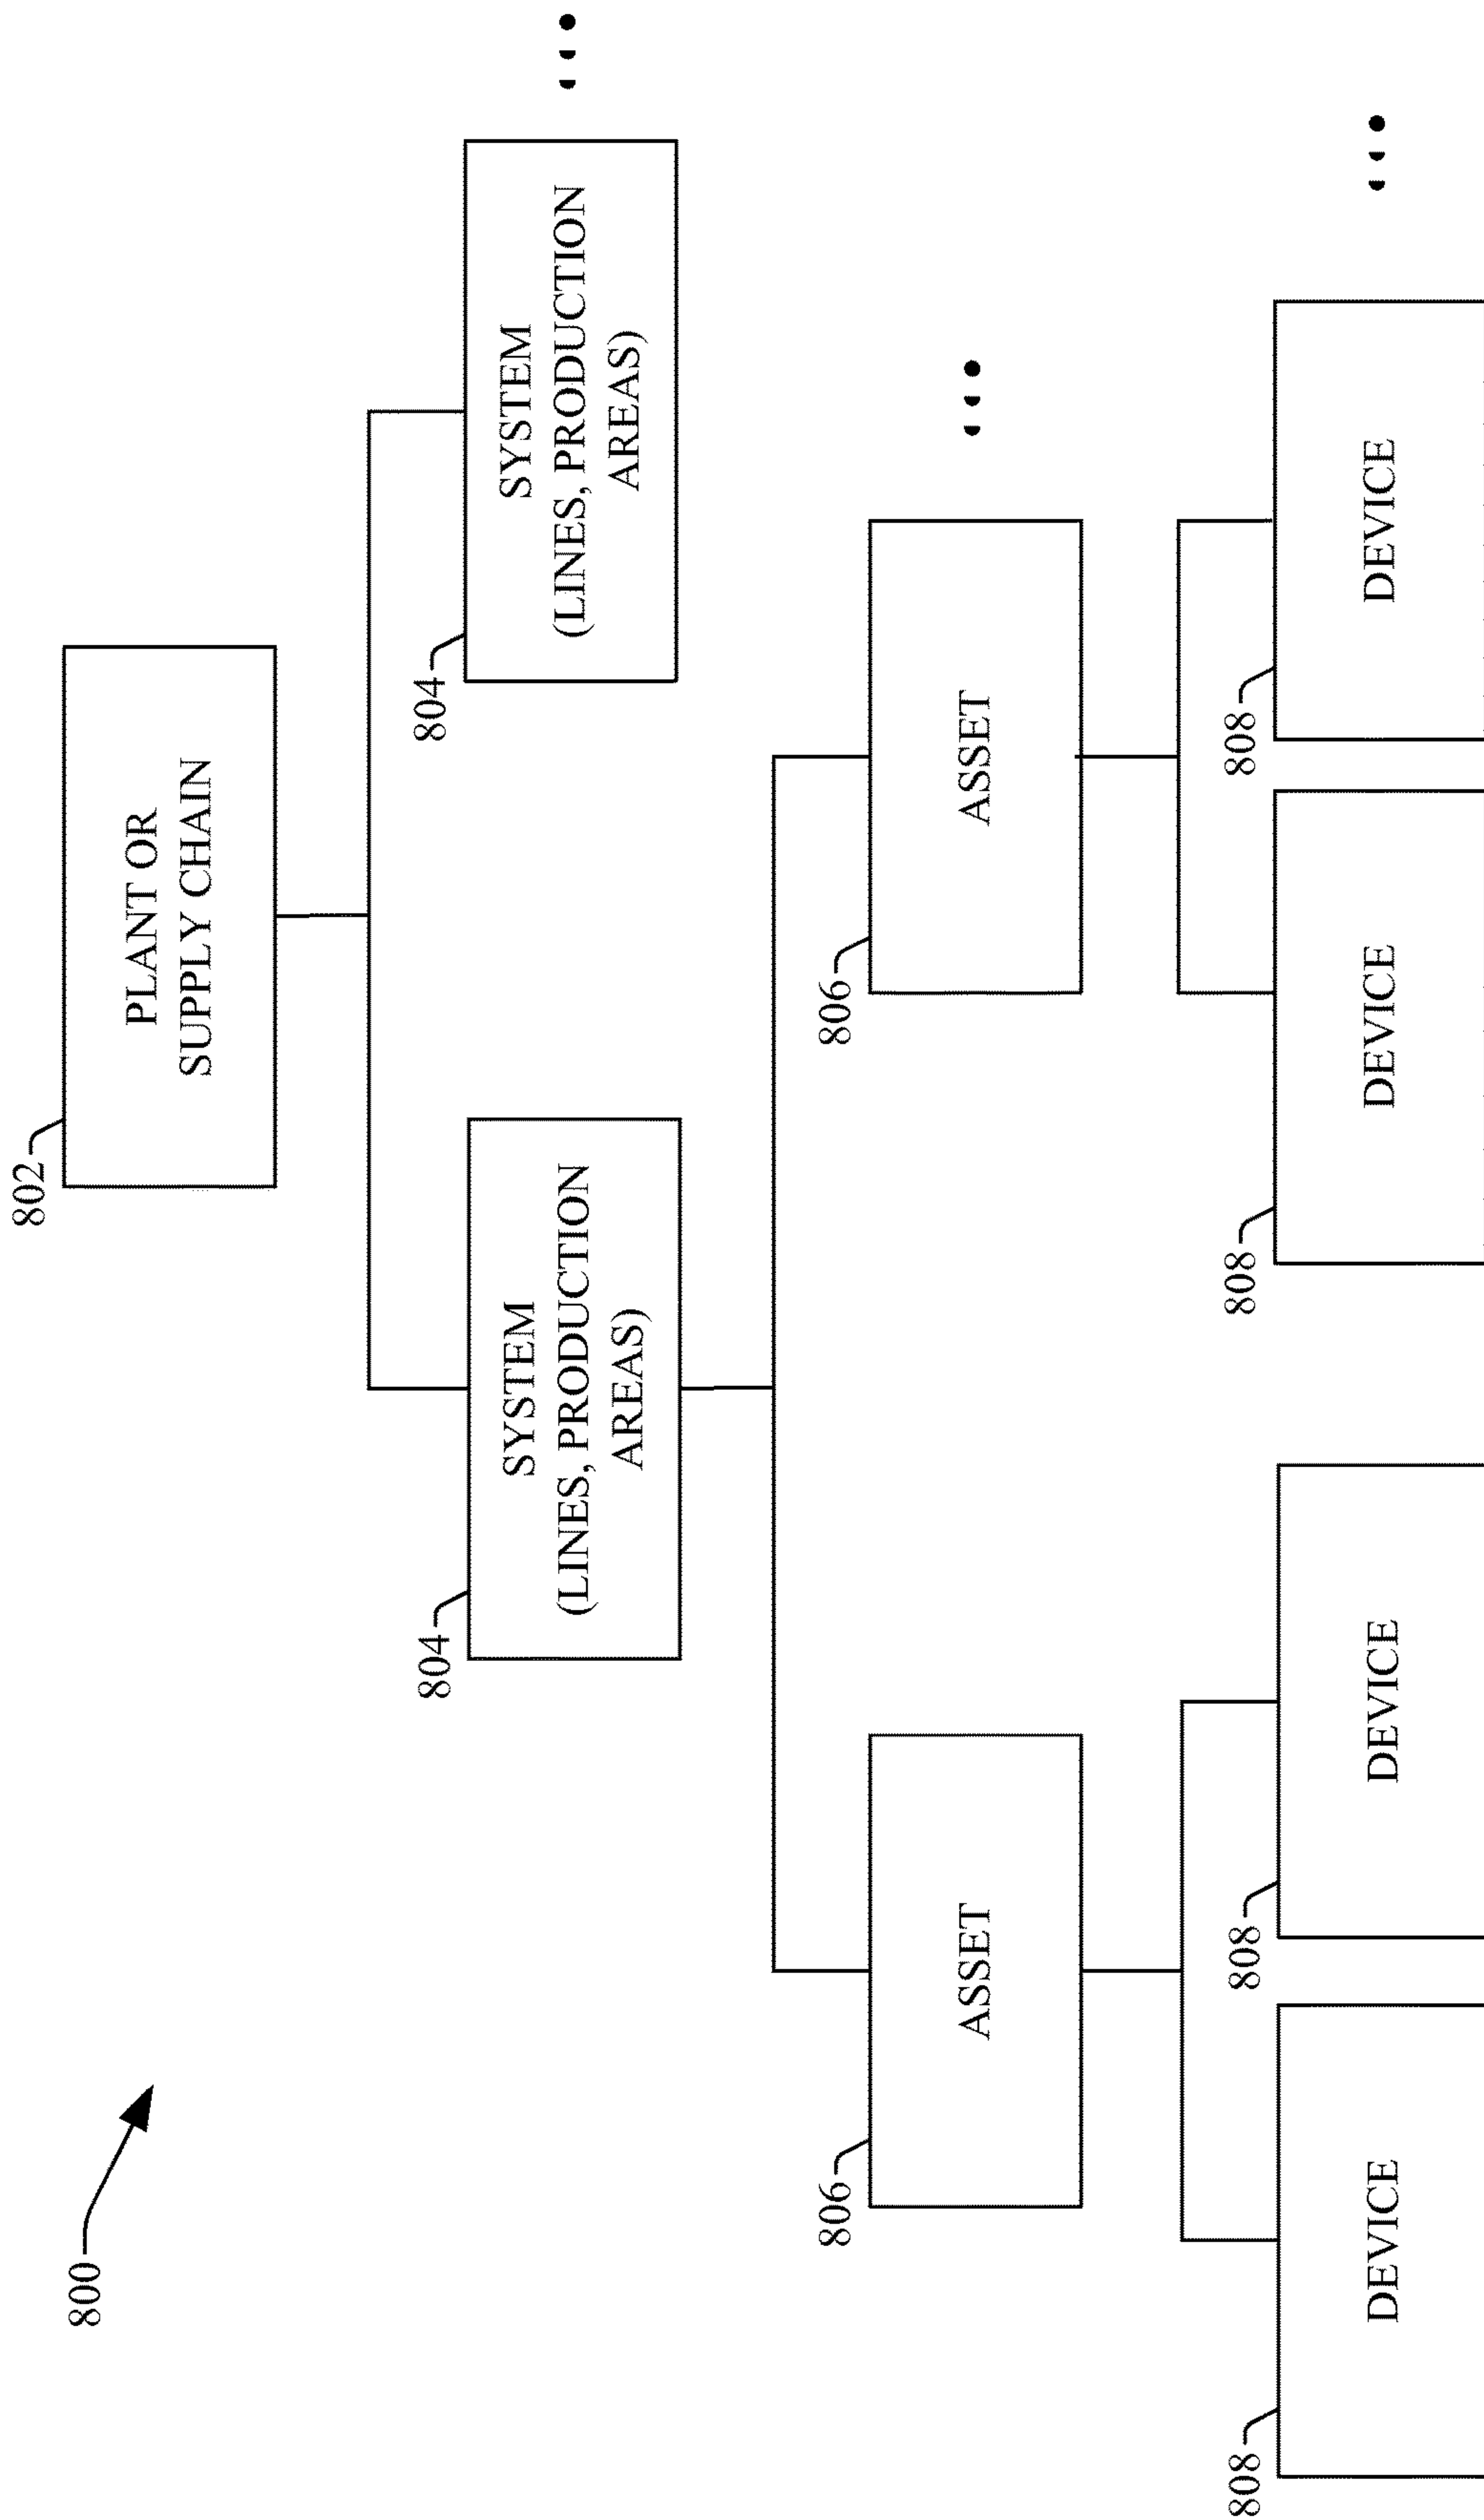 800
802
PLANT OR
SUPPLY CHAIN
804
SYSTEM
(LINES, PRODUCTION
AREAS)
804
SYSTEM
(LINES, PRODUCTION
AREAS)
806
ASSET
806
ASSET
808
DEVICE
808
DEVICE
808
DEVICE
808
DEVICE